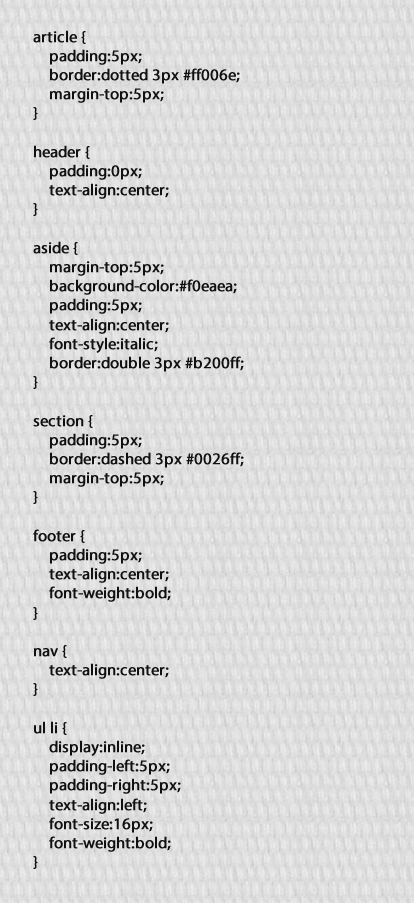 article {
padding:5px;
border:dotted 3px #ff006e;
margin-top:5px;
}
header {
padding:0px;
text-align:center;
}
aside {
margin-top:5px;
background-color:#f0eaea;
padding:5px;
text-align:center;
font-style:italic;
border:double 3px #b200ff;
}
section {
padding:5px;
border:dashed 3px #0026ff;
margin-top:5px;
}
footer {
padding:5px;
text-align:center;
font-weight:bold;
}
nav {
text-align:center;
}
ul li {
display:inline;
padding-left:5px;
padding-right:5px;
text-align:left;
font-size:16px;
font-weight:bold;
}